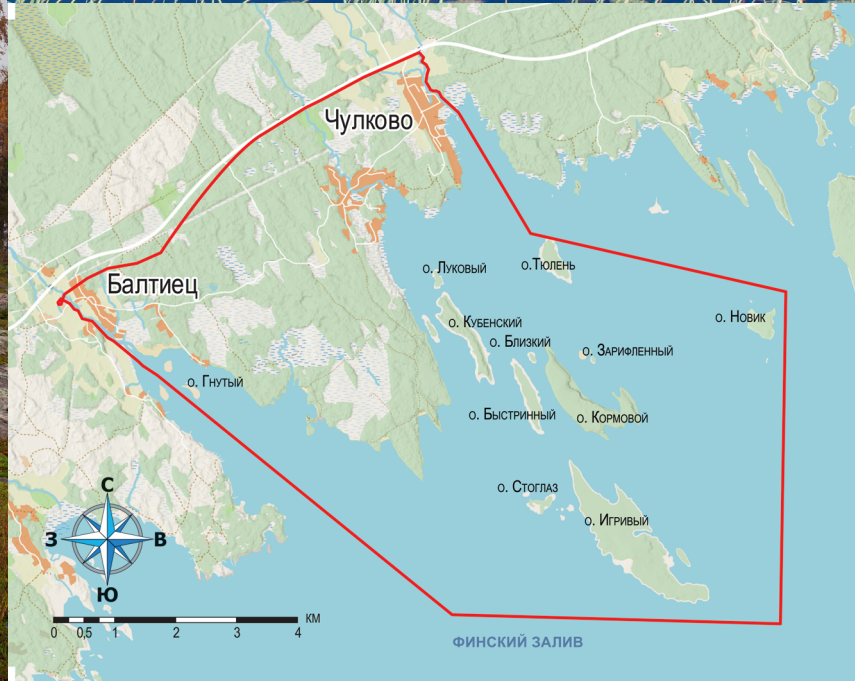 Чулково
Балтиец
о. Луковый
о.Тюлень
о. Кубенский
о. Новик
о. Близкий
о. Зарифленный
о. Гнутый
о. Быстринный
о. Кормовой
о. Стоглаз
о. Игривый
С
З
В
Ю
км
0 0,5 1 2 3 4
ФИНСКИЙ ЗАЛИВ